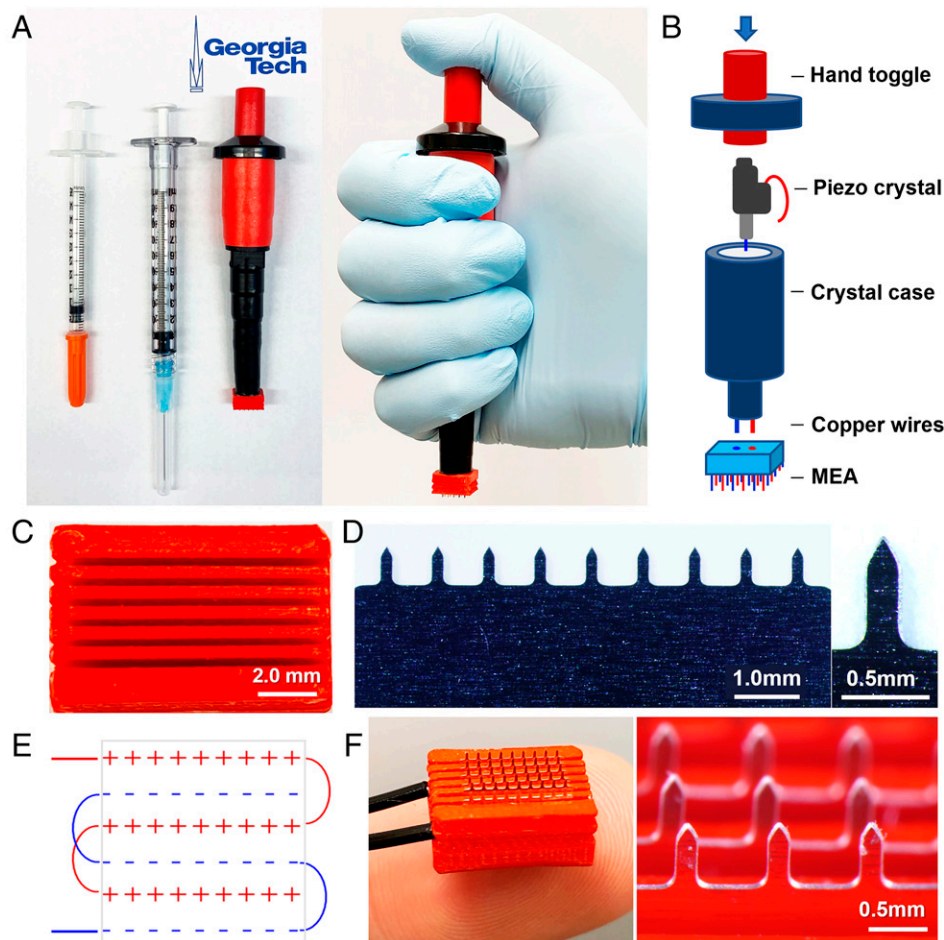 A
Georgia
Tech
B
Hand toggle
Piezo crystal
Crystal case
Copper wires
MEA
C
2.0 mm
D
1.0mm
0.5mm
E
+ + + + + + + + +
- - - - - - - - -
+ + + + + + + + +
- - - - - - - - -
+ + + + + + + + +
- - - - - - - - -
F
0.5mm